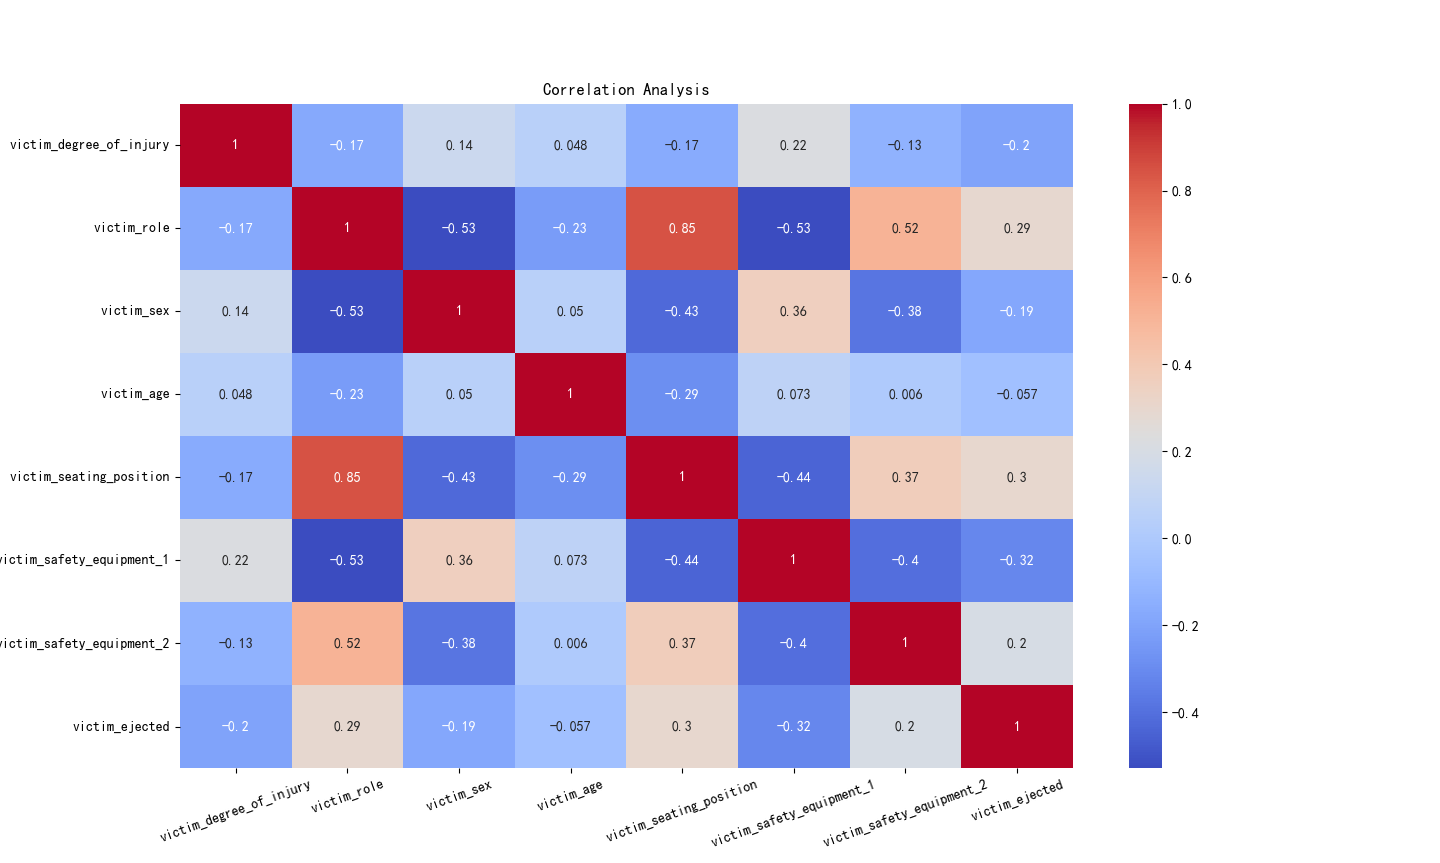 Correlation Analysis
victim_degree_of_injury 1 -0.17 0.14 0.048 -0.17 0.22 -0.13 -0.2
victim_role -0.17 1 -0.53 -0.23 0.85 -0.53 0.52 0.29
victim_sex 0.14 -0.53 1 0.05 -0.43 0.36 -0.38 -0.19
victim_age 0.048 -0.23 0.05 1 -0.29 0.073 0.006 -0.057
victim_seating_position -0.17 0.85 -0.43 -0.29 1 -0.44 0.37 0.3
victim_safety_equipment_1 0.22 -0.53 0.36 0.073 -0.44 1 -0.4 -0.32
victim_safety_equipment_2 -0.13 0.52 -0.38 0.006 0.37 -0.4 1 0.2
victim_ejected -0.2 0.29 -0.19 -0.057 0.3 -0.32 0.2 1
victim_degree_of_injury victim_role victim_sex victim_age victim_seating_position victim_safety_equipment_1 victim_safety_equipment_2 victim_ejected
1.0
0.8
0.6
0.4
0.2
0.0
-0.2
-0.4